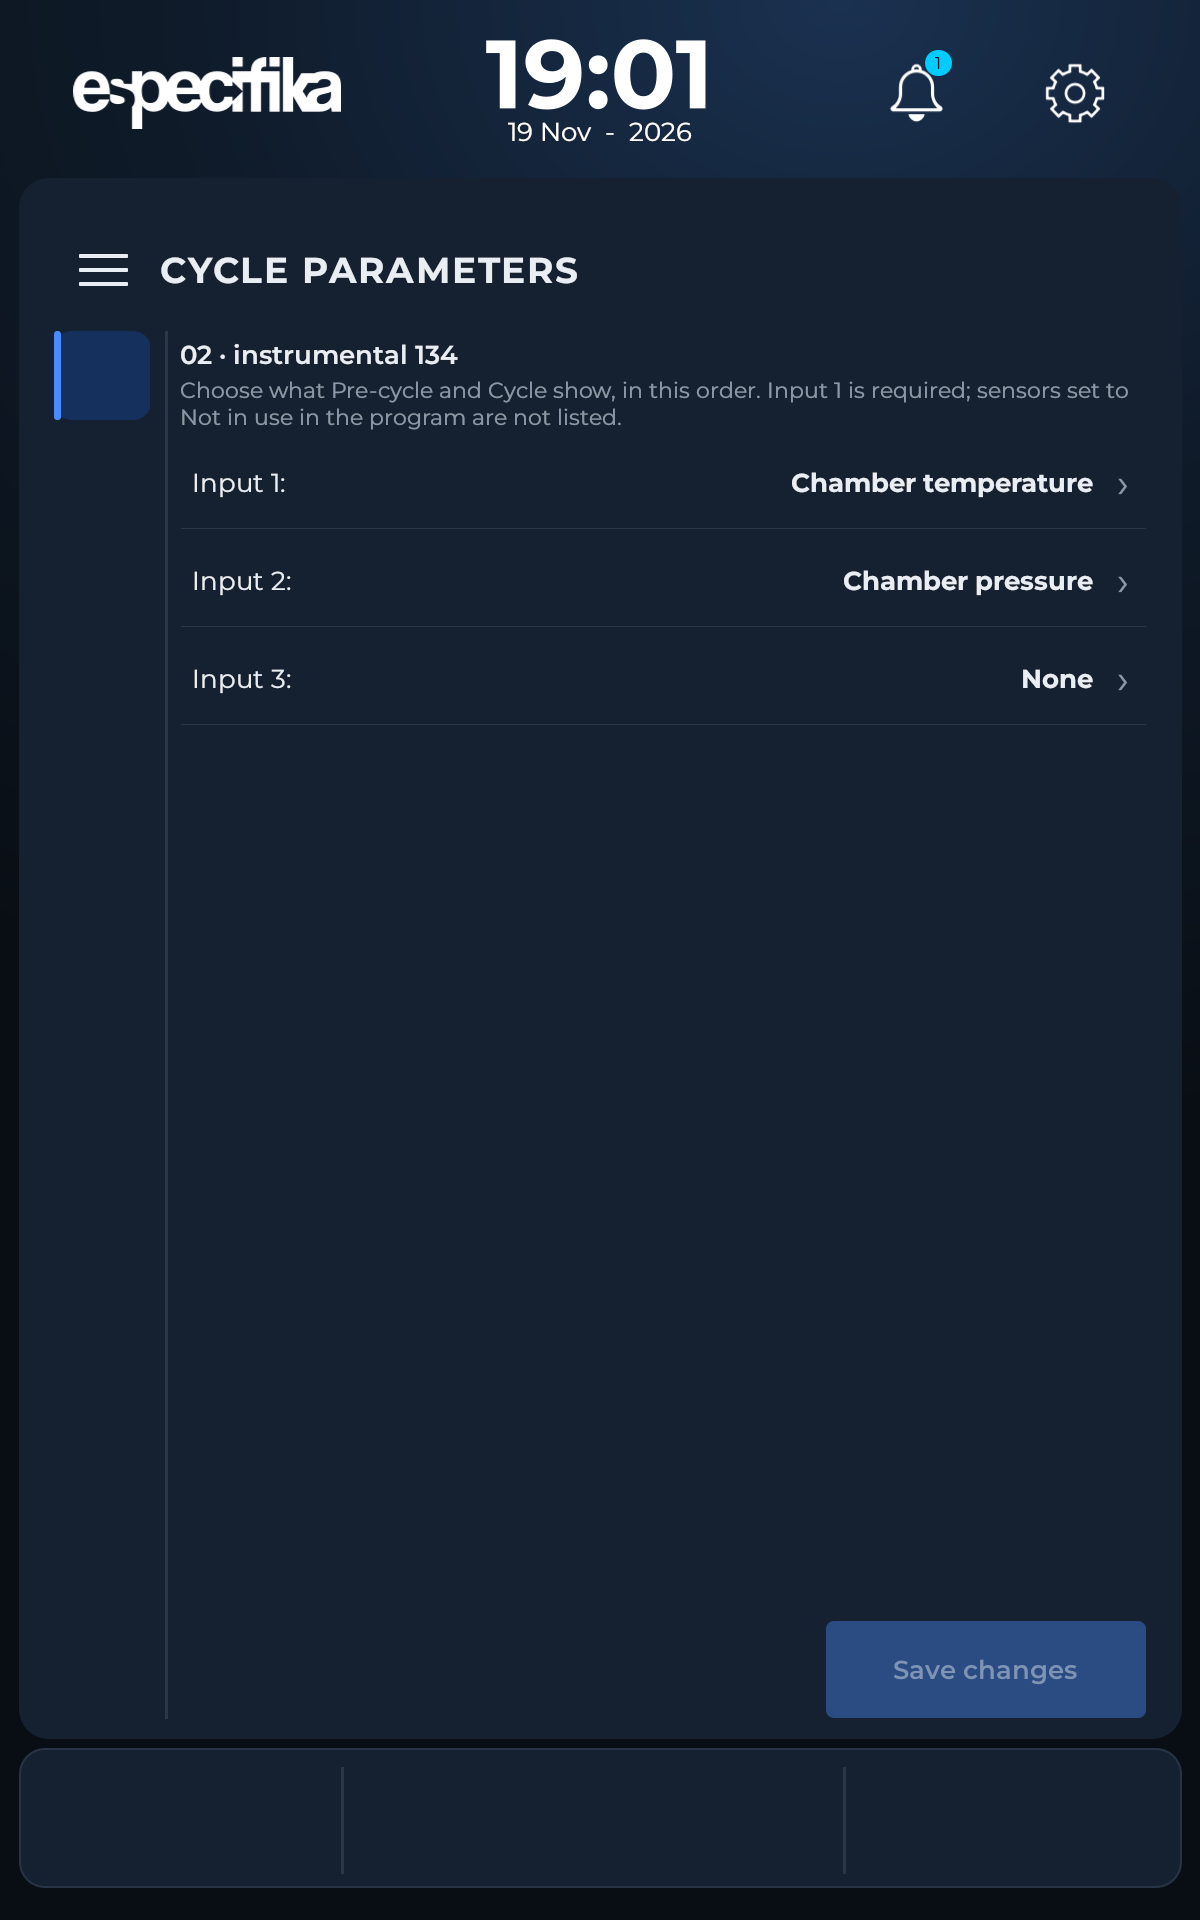 especifika
19:01
19 Nov - 2026
1
CYCLE PARAMETERS
02 · instrumental 134
Choose what Pre-cycle and Cycle show, in this order. Input 1 is required; sensors set to
Not in use in the program are not listed.
Input 1:
Chamber temperature ›
Input 2:
Chamber pressure ›
Input 3:
None ›
Save changes